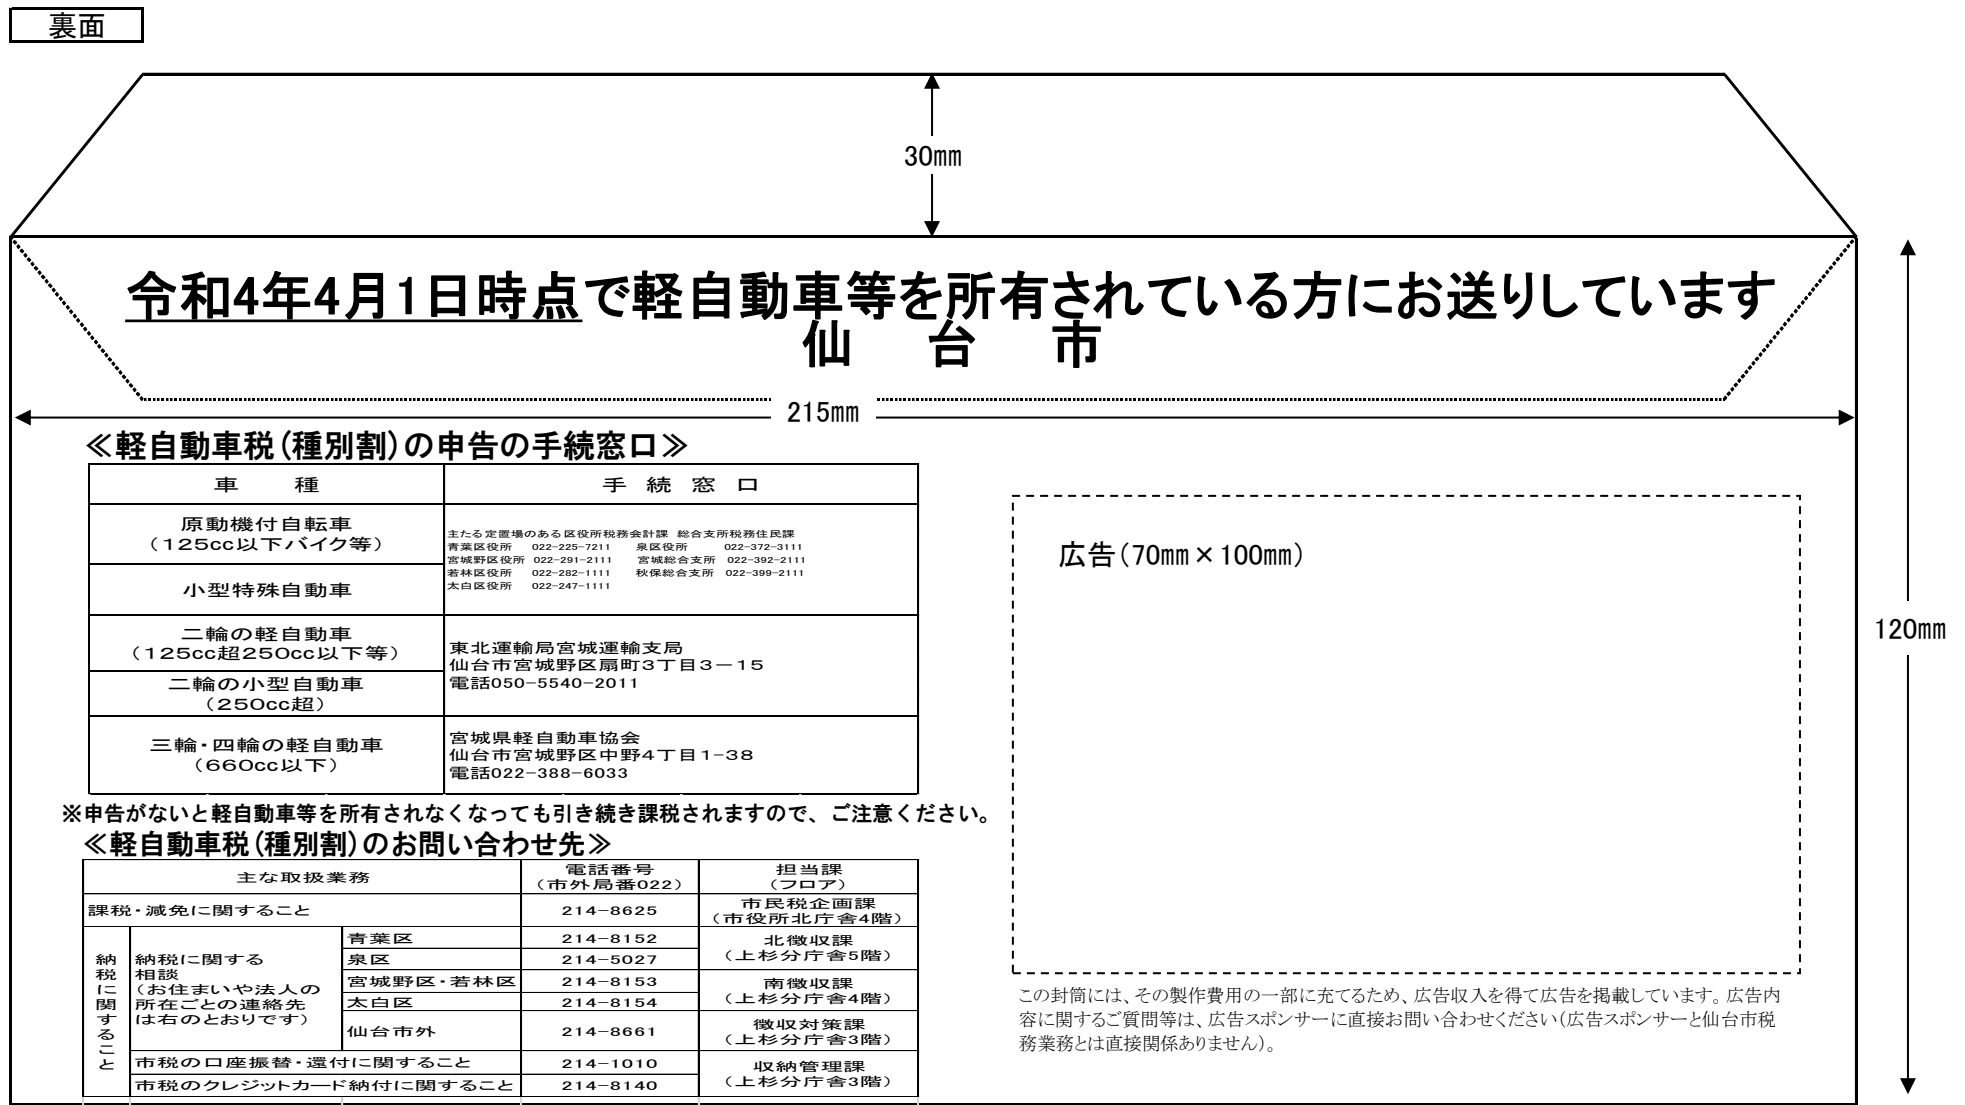 裏面
30mm
令和4年4月1日時点で軽自動車等を所有されている方にお送りしています
仙 台 市
215mm
≪軽自動車税(種別割)の申告の手続窓口≫
車 種 手 続 窓 口
原動機付自転車
(125cc以下バイク等)
小型特殊自動車
主たる定置場のある区役所税務会計課 総合支所税務住民課
青葉区役所 022-225-7211 泉区役所 022-372-3111
宮城野区役所 022-291-2111 宮城総合支所 022-392-2111
若林区役所 022-282-1111 秋保総合支所 022-399-2111
太白区役所 022-247-1111
二輪の軽自動車
(125cc超250cc以下等)
二輪の小型自動車
(250cc超)
東北運輸局宮城運輸支局
仙台市宮城野区扇町3丁目3-15
電話050-5540-2011
三輪・四輪の軽自動車
(660cc以下)
宮城県軽自動車協会
仙台市宮城野区中野4丁目1-38
電話022-388-6033
※申告がないと軽自動車等を所有されなくなっても引き続き課税されますので、ご注意ください。
≪軽自動車税(種別割)のお問い合わせ先≫
主な取扱業務
電話番号
(市外局番022)
担当課
(フロア)
課税・減免に関すること 214-8625
市民税企画課
(市役所北庁舎4階)
納税に関すること
納税に関する
相談
(お住まいや法人の
所在ごとの連絡先
は右のとおりです)
青葉区 214-8152
泉区 214-5027
北徴収課
(上杉分庁舎5階)
宮城野区・若林区 214-8153
太白区 214-8154
南徴収課
(上杉分庁舎4階)
仙台市外 214-8661
徴収対策課
(上杉分庁舎3階)
市税の口座振替・還付に関すること 214-1010
市税のクレジットカード納付に関すること 214-8140
収納管理課
(上杉分庁舎3階)
広告(70mm×100mm)
120mm
この封筒には、その製作費用の一部に充てるため、広告収入を得て広告を掲載しています。広告内
容に関するご質問等は、広告スポンサーに直接お問い合わせください(広告スポンサーと仙台市税
務業務とは直接関係ありません)。